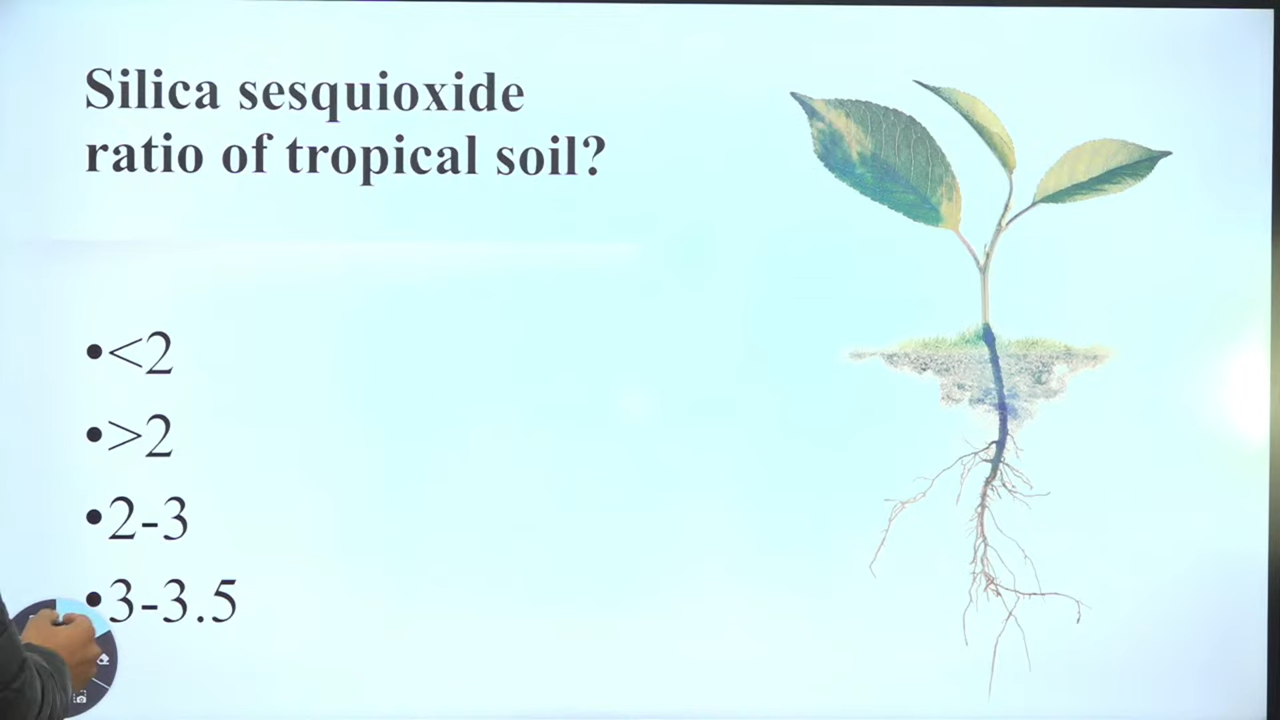 Silica sesquioxide
ratio of tropical soil?
•<2
•>2
•2-3
•3-3.5